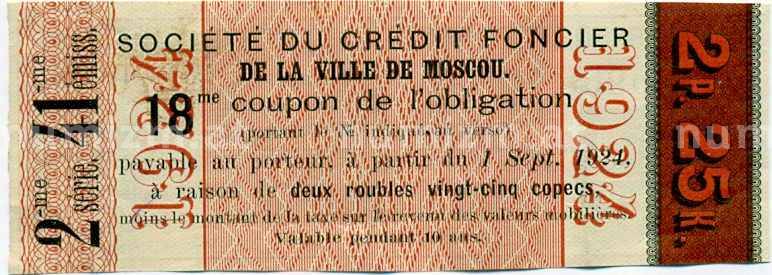 2-me série. 41-me émiss.
SOCIÉTÉ DU CRÉDIT FONCIER
DE LA VILLE DE MOSCOU.
18me coupon de l'obligation
(portant le № indiqué au verso)
payable au porteur, à partir du 1 Sept. 1924,
à raison de deux roubles vingt-cinq copecs,
moins le montant de la taxe sur le revenu des valeurs mobilières.
Valable pendant 10 ans.
1924
1924
2 Р. 25 К.